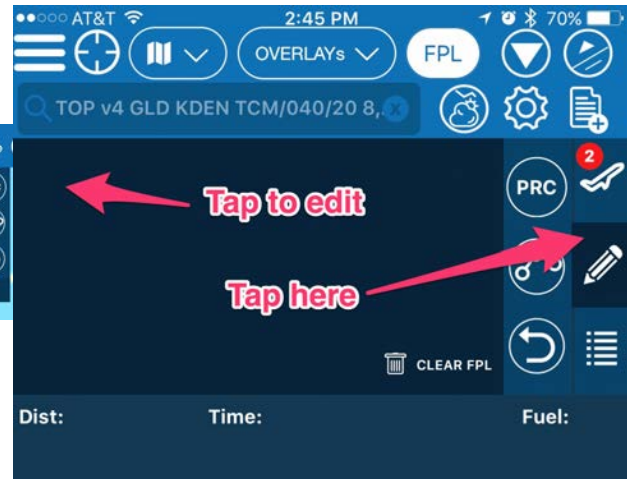 AT&T 2:45 PM 70%
OVERLAYs FPL
TOP v4 GLD KDEN TCM/040/20 8,.
2
PRC
Tap to edit
Tap here
CLEAR FPL
Dist: Time: Fuel: